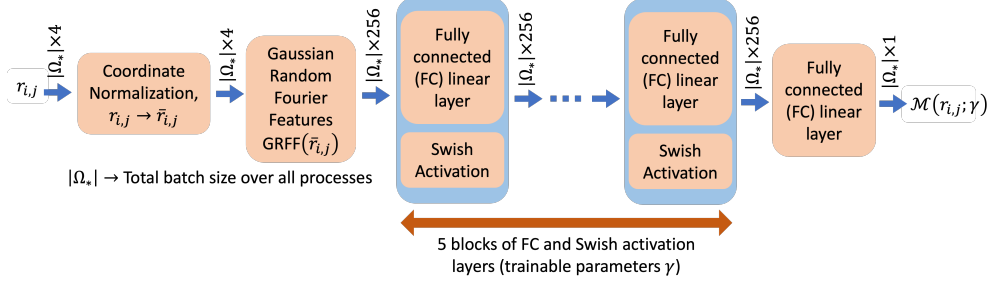 r_{i,j}
|Ω_*|×4
Coordinate
Normalization,
r_{i,j} → r̄_{i,j}
|Ω_*|×4
Gaussian
Random
Fourier
Features
GRFF(r̄_{i,j})
|Ω_*|×256
Fully
connected
(FC) linear
layer
Swish
Activation
|Ω_*|×256
Fully
connected
(FC) linear
layer
Swish
Activation
|Ω_*|×256
Fully
connected
(FC) linear
layer
|Ω_*|×1
ℳ(r_{i,j};γ)
|Ω_*| → Total batch size over all processes
5 blocks of FC and Swish activation
layers (trainable parameters γ)